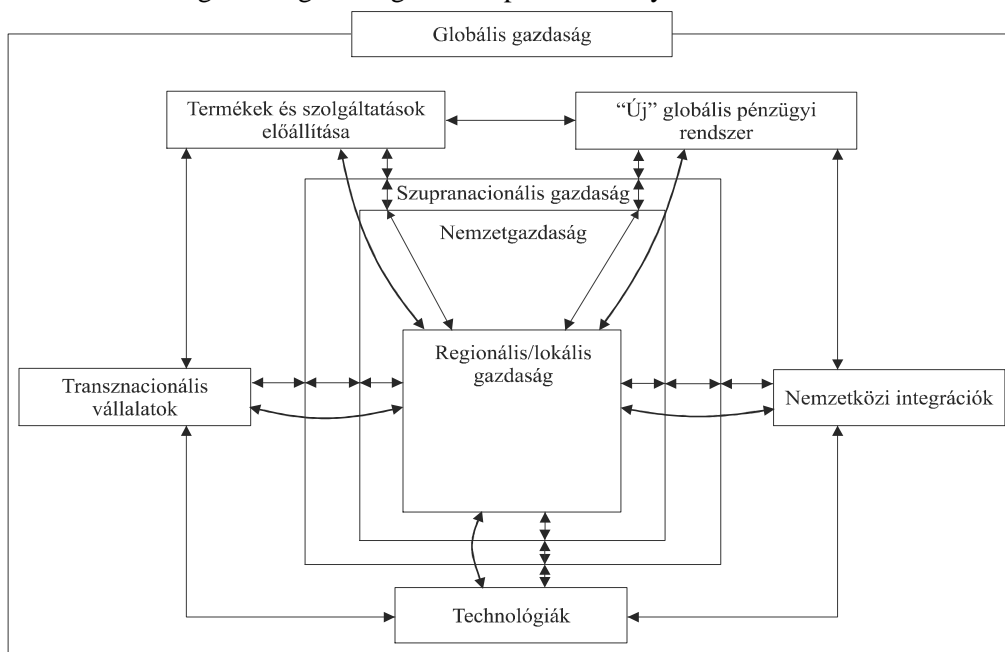 Globális gazdaság
Termékek és szolgáltatások
előállítása
“Új” globális pénzügyi
rendszer
Szupranacionális gazdaság
Nemzetgazdaság
Regionális/lokális
gazdaság
Transznacionális
vállalatok
Nemzetközi integrációk
Technológiák